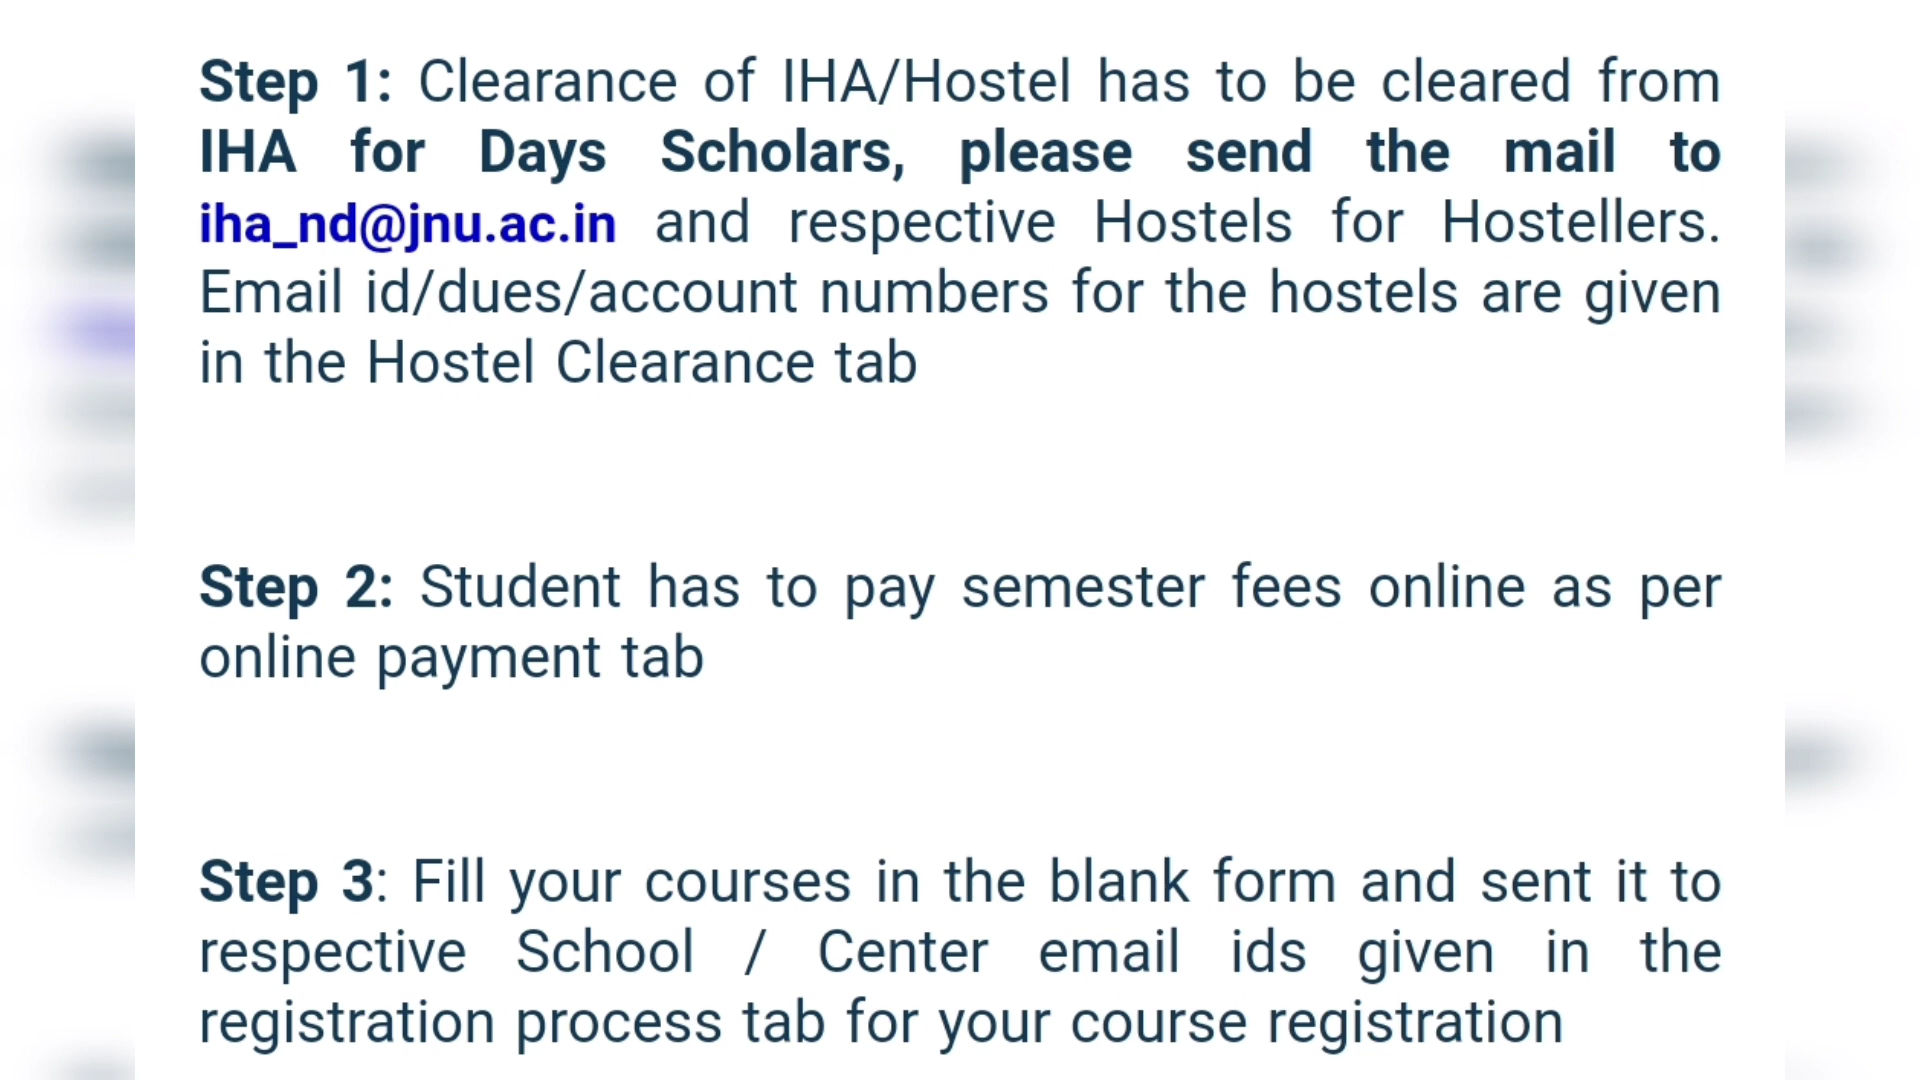 Step 1: Clearance of IHA/Hostel has to be cleared from
IHA for Days Scholars, please send the mail to
iha_nd@jnu.ac.in and respective Hostels for Hostellers.
Email id/dues/account numbers for the hostels are given
in the Hostel Clearance tab
Step 2: Student has to pay semester fees online as per
online payment tab
Step 3: Fill your courses in the blank form and sent it to
respective School / Center email ids given in the
registration process tab for your course registration